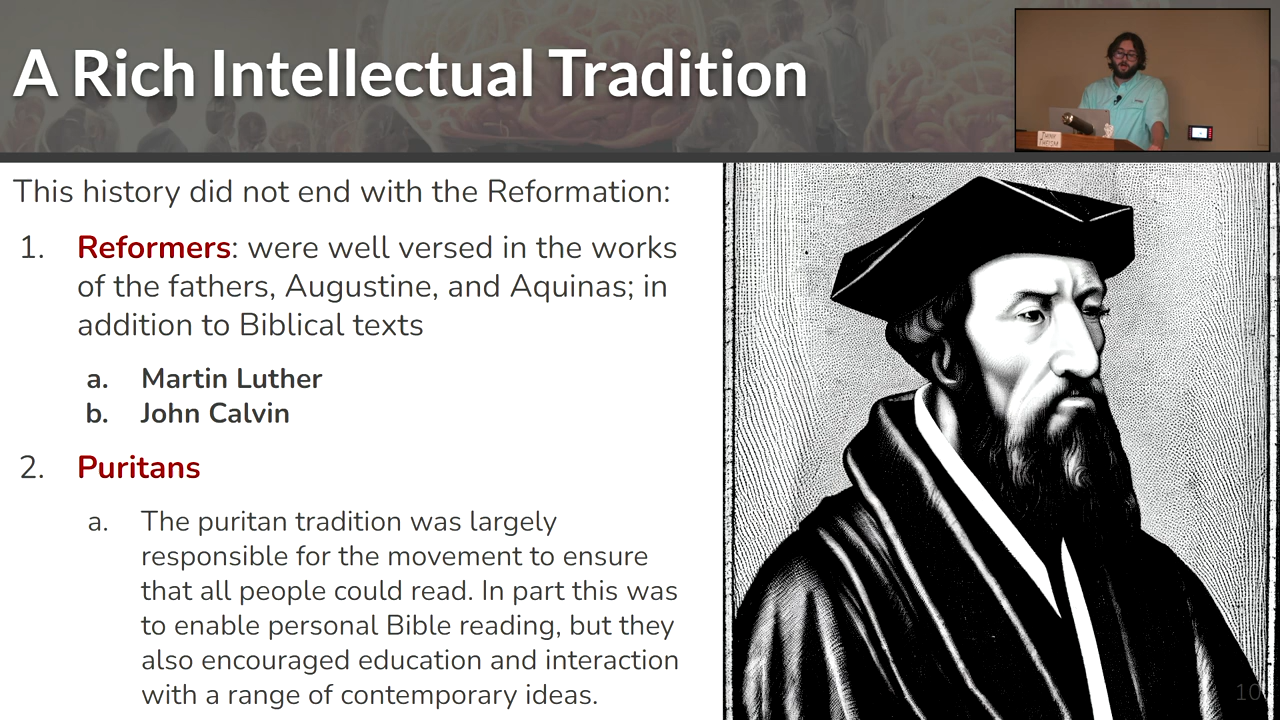 A Rich Intellectual Tradition
This history did not end with the Reformation:
1. Reformers: were well versed in the works
of the fathers, Augustine, and Aquinas; in
addition to Biblical texts
a. Martin Luther
b. John Calvin
2. Puritans
a. The puritan tradition was largely
responsible for the movement to ensure
that all people could read. In part this was
to enable personal Bible reading, but they
also encouraged education and interaction
with a range of contemporary ideas.
10